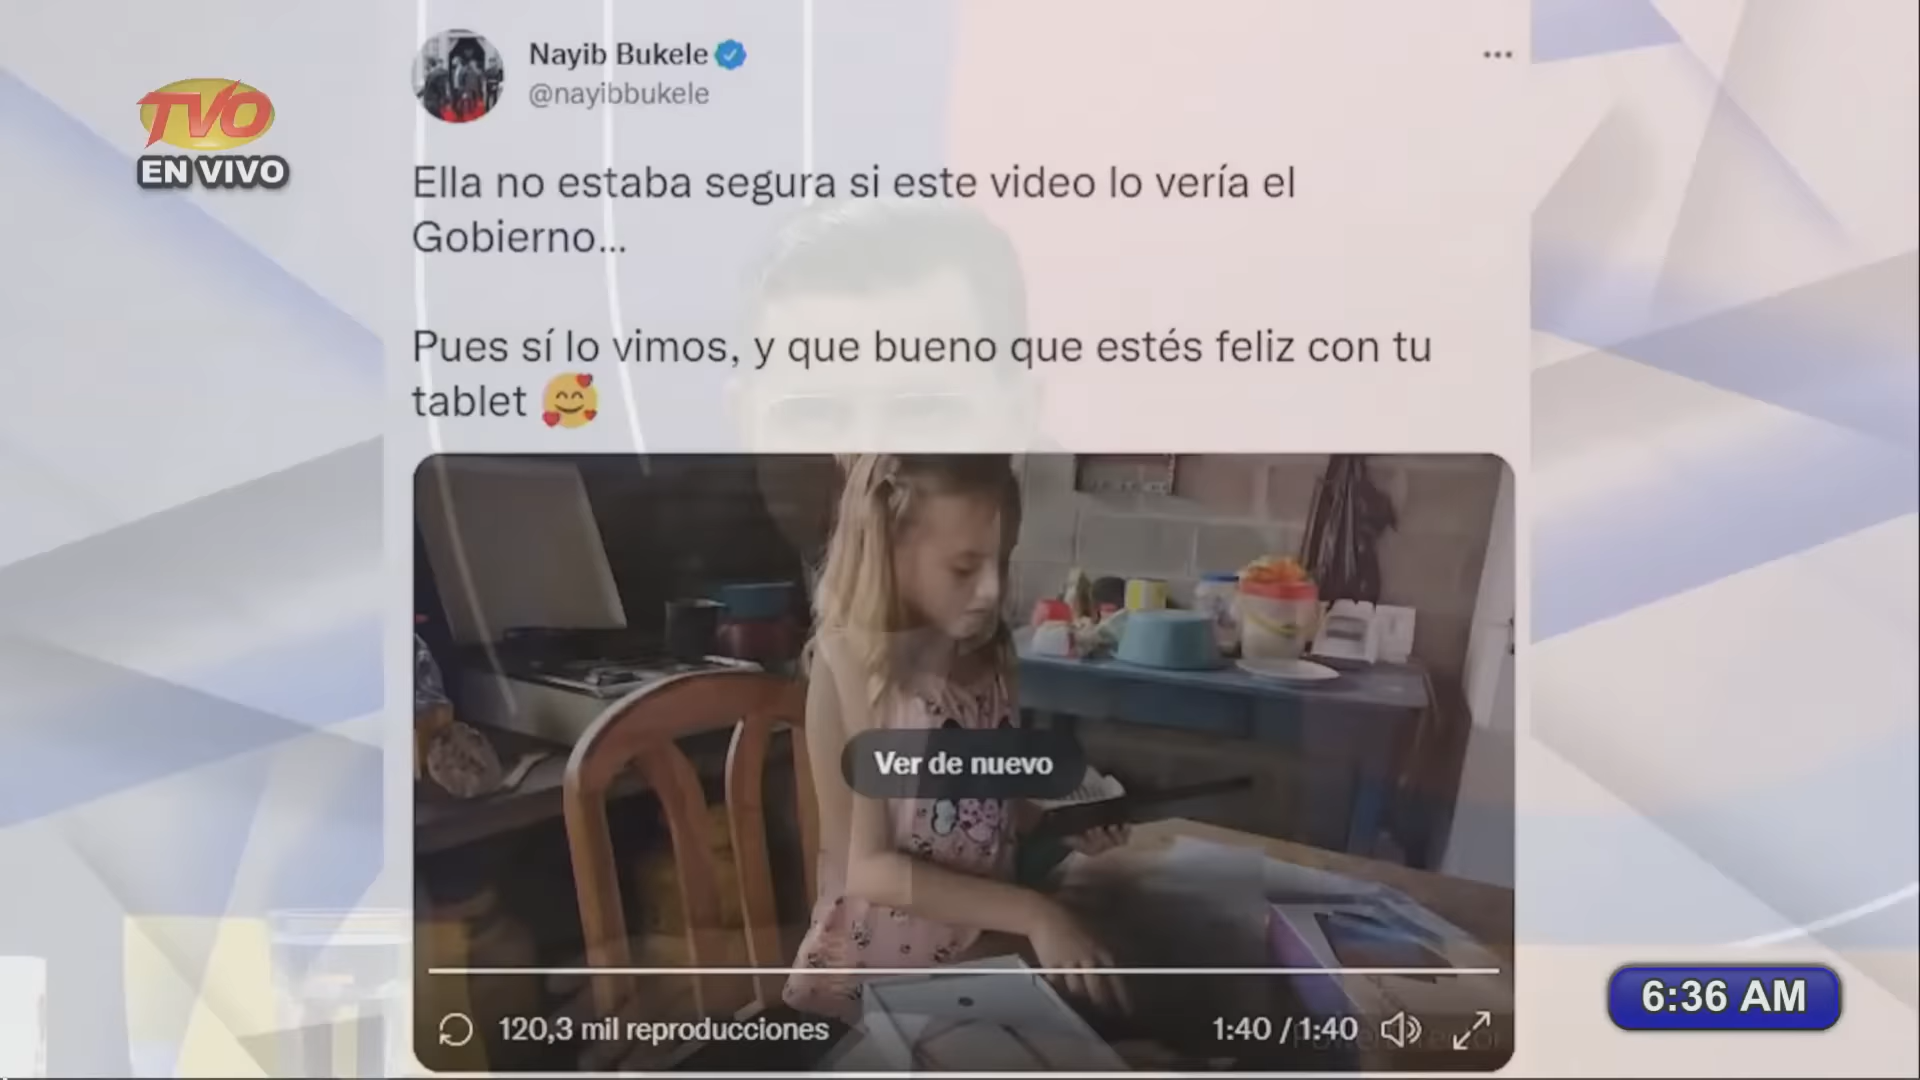 Nayib Bukele
@nayibbukele
TVO
EN VIVO
Ella no estaba segura si este video lo vería el
Gobierno...
Pues sí lo vimos, y que bueno que estés feliz con tu
tablet
Ver de nuevo
120,3 mil reproducciones
1:40 / 1:40
6:36 AM